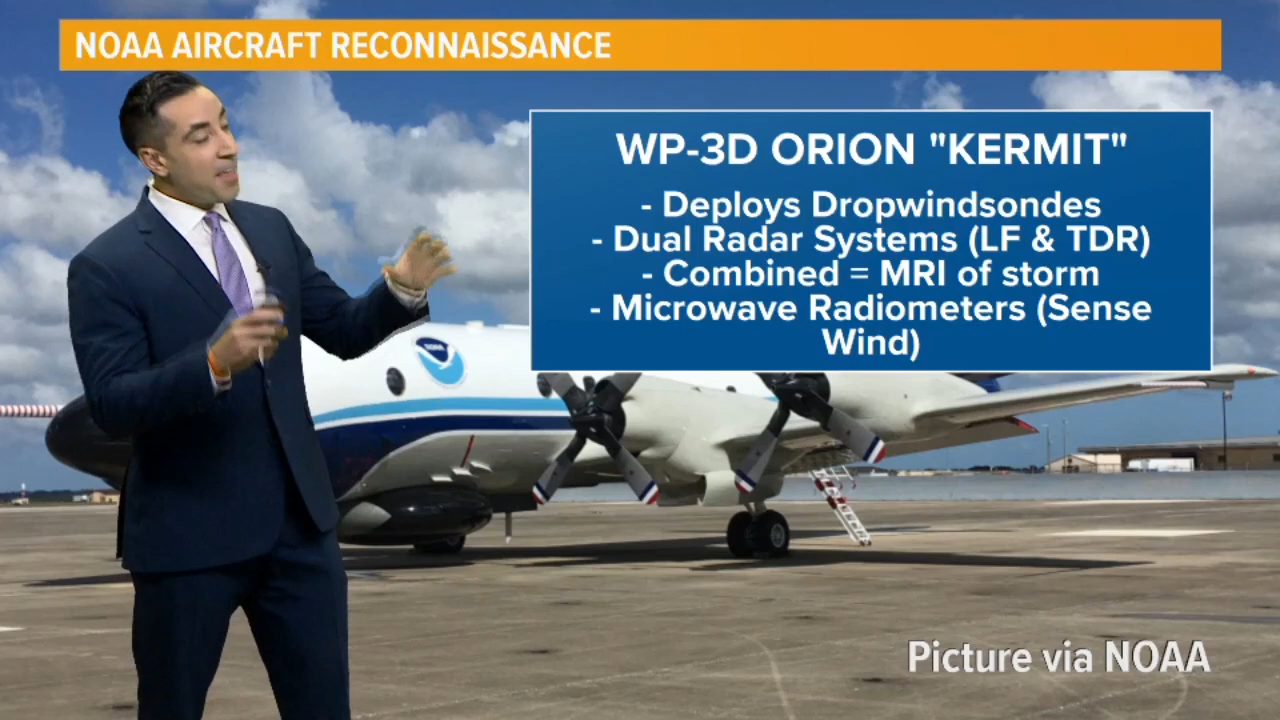 NOAA AIRCRAFT RECONNAISSANCE
WP-3D ORION "KERMIT"
- Deploys Dropwindsondes
- Dual Radar Systems (LF & TDR)
- Combined = MRI of storm
- Microwave Radiometers (Sense
Wind)
NOAA
Picture via NOAA